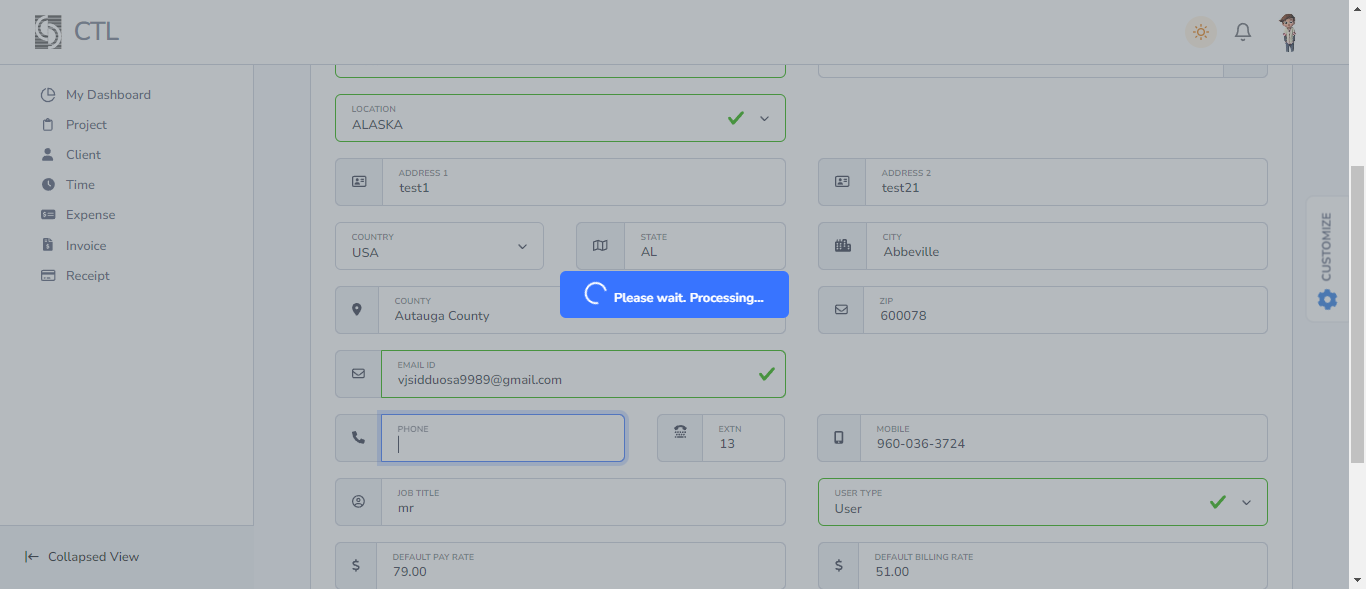 CTL
My Dashboard
Project
Client
Time
Expense
Invoice
Receipt
Collapsed View
LOCATION
ALASKA
ADDRESS 1
test1
ADDRESS 2
test21
COUNTRY
USA
STATE
AL
CITY
Abbeville
COUNTY
Autauga County
Please wait. Processing...
ZIP
600078
EMAIL ID
vjsidduosa9989@gmail.com
PHONE
EXTN
13
MOBILE
960-036-3724
JOB TITLE
mr
USER TYPE
User
DEFAULT PAY RATE
$ 79.00
DEFAULT BILLING RATE
$ 51.00
CUSTOMIZE